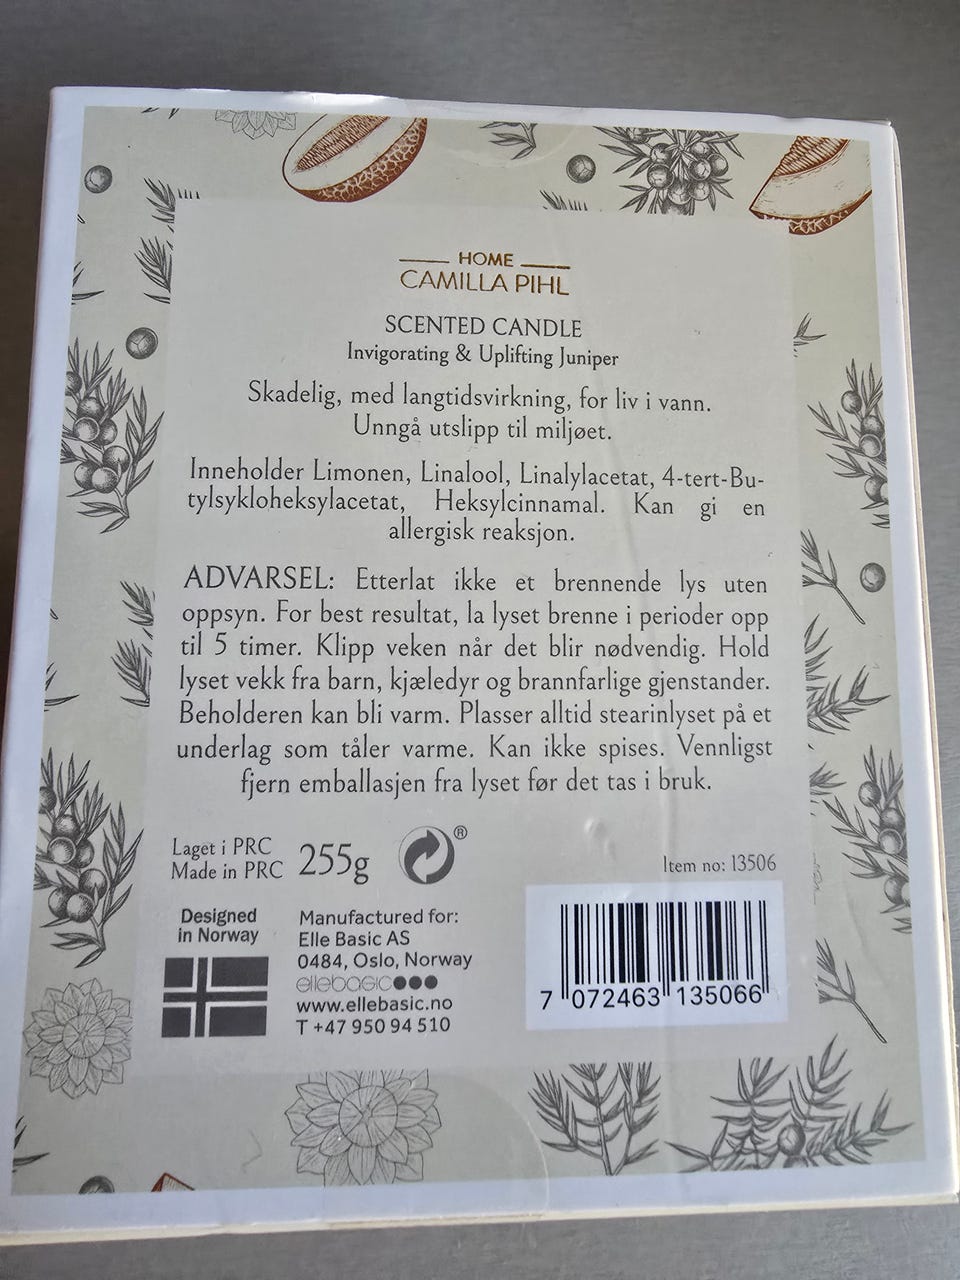 HOME
CAMILLA PIHL
SCENTED CANDLE
Invigorating & Uplifting Juniper
Skadelig, med langtidsvirkning, for liv i vann.
Unngå utslipp til miljøet.
Inneholder Limonen, Linalool, Linalylacetat, 4-tert-Bu-
tylsykloheksylacetat, Heksylcinnamal. Kan gi en
allergisk reaksjon.
ADVARSEL: Etterlat ikke et brennende lys uten
oppsyn. For best resultat, la lyset brenne i perioder opp
til 5 timer. Klipp veken når det blir nødvendig. Hold
lyset vekk fra barn, kjæledyr og brannfarlige gjenstander.
Beholderen kan bli varm. Plasser alltid stearinlyset på et
underlag som tåler varme. Kan ikke spises. Vennligst
fjern emballasjen fra lyset før det tas i bruk.
Laget i PRC
Made in PRC
255g
®
Item no: 13506
Designed
in Norway
Manufactured for:
Elle Basic AS
0484, Oslo, Norway
ellebasic
www.ellebasic.no
T +47 950 94 510
7 072463 135066